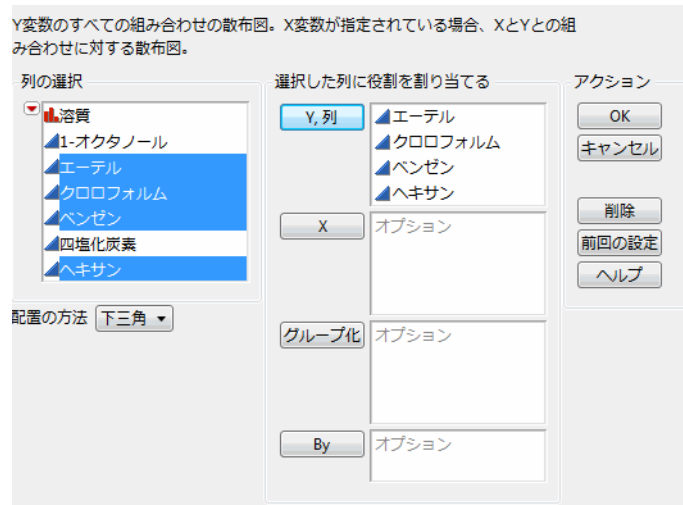 Y変数のすべての組み合わせの散布図。X変数が指定されている場合、XとYとの組
み合わせに対する散布図。
列の選択
溶質
1-オクタノール
エーテル
クロロフォルム
ベンゼン
四塩化炭素
ヘキサン
配置の方法 下三角
選択した列に役割を割り当てる
Y, 列
エーテル
クロロフォルム
ベンゼン
ヘキサン
X
オプション
グループ化
オプション
By
オプション
アクション
OK
キャンセル
削除
前回の設定
ヘルプ